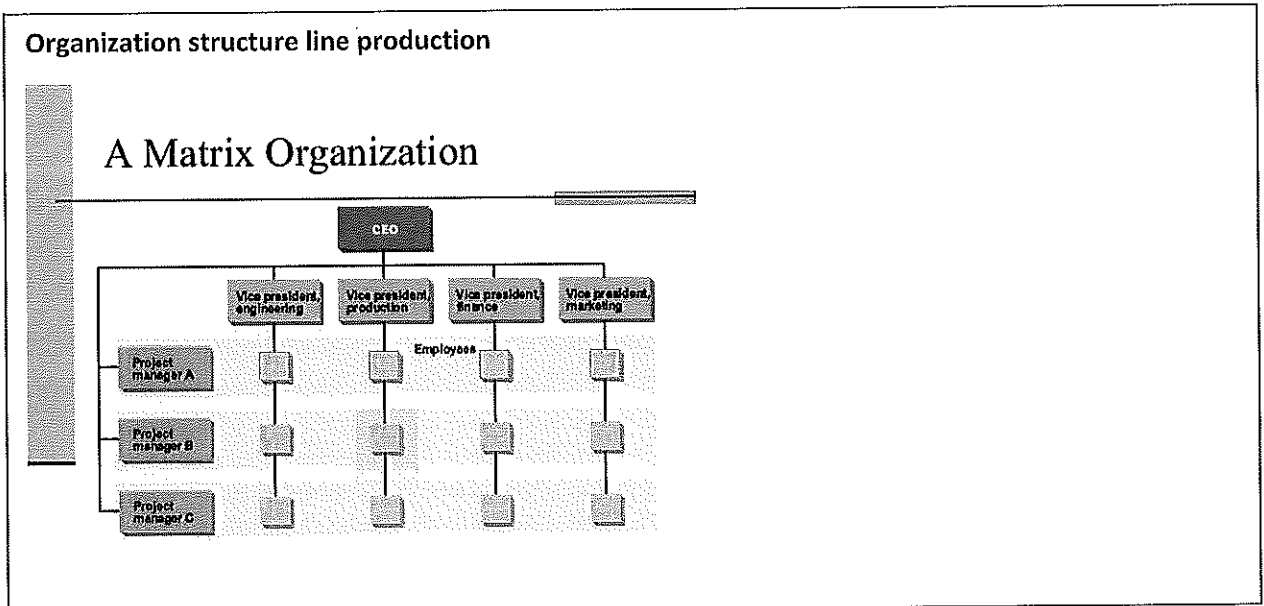 Organization structure line production
A Matrix Organization
CEO
Vice president,
engineering
Vice president,
production
Vice president,
finance
Vice president,
marketing
Employees
Project
manager A
Project
manager B
Project
manager C